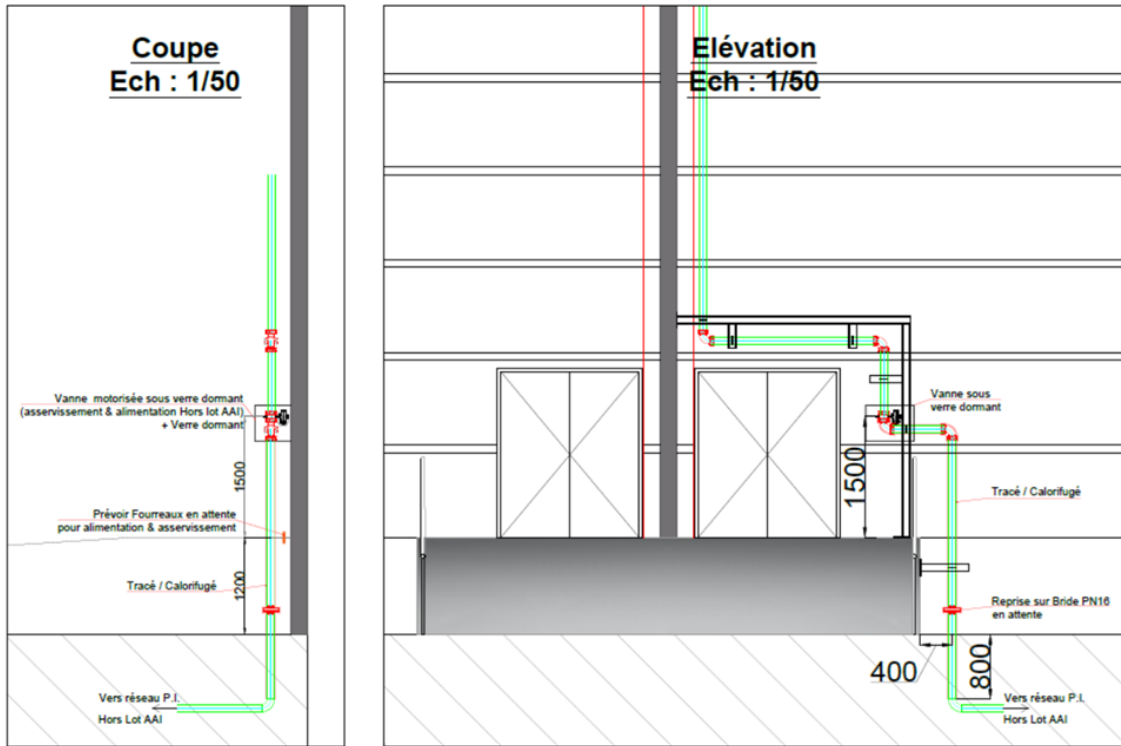 Coupe
Ech : 1/50
Vanne motorisée sous verre dormant
(asservissement & alimentation Hors lot AAI)
+ Verre dormant
1500
Prévoir Fourreaux en attente
pour alimentation & asservissement
1200
Tracé / Calorifugé
Vers réseau P.I.
Hors Lot AAI
Elévation
Ech : 1/50
Vanne sous
verre dormant
1500
Tracé / Calorifugé
Reprise sur Bride PN16
en attente
400
800
Vers réseau P.I.
Hors Lot AAI